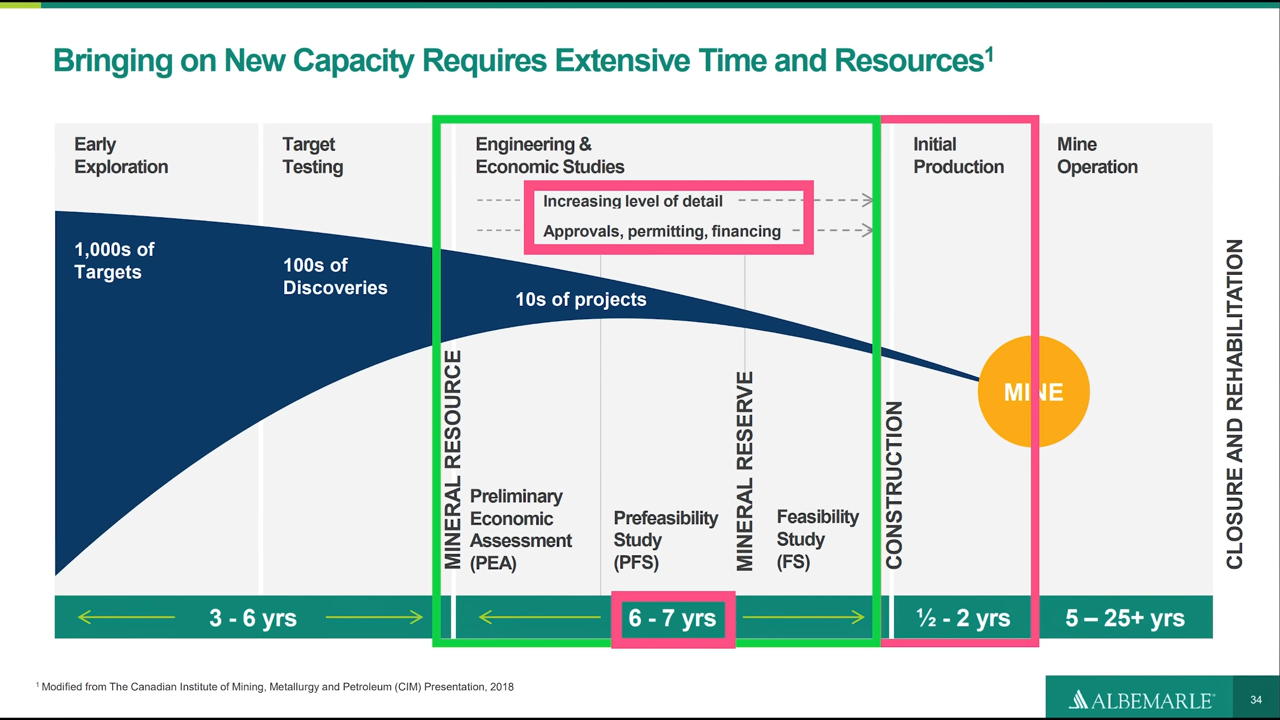 Bringing on New Capacity Requires Extensive Time and Resources1
Early
Exploration
Target
Testing
Engineering &
Economic Studies
Initial
Production
Mine
Operation
Increasing level of detail
Approvals, permitting, financing
1,000s of
Targets
100s of
Discoveries
10s of projects
MINE
MINERAL RESOURCE
MINERAL RESERVE
CONSTRUCTION
CLOSURE AND REHABILITATION
Preliminary
Economic
Assessment
(PEA)
Prefeasibility
Study
(PFS)
Feasibility
Study
(FS)
3 - 6 yrs
6 - 7 yrs
½ - 2 yrs
5 – 25+ yrs
1 Modified from The Canadian Institute of Mining, Metallurgy and Petroleum (CIM) Presentation, 2018
ALBEMARLE
34